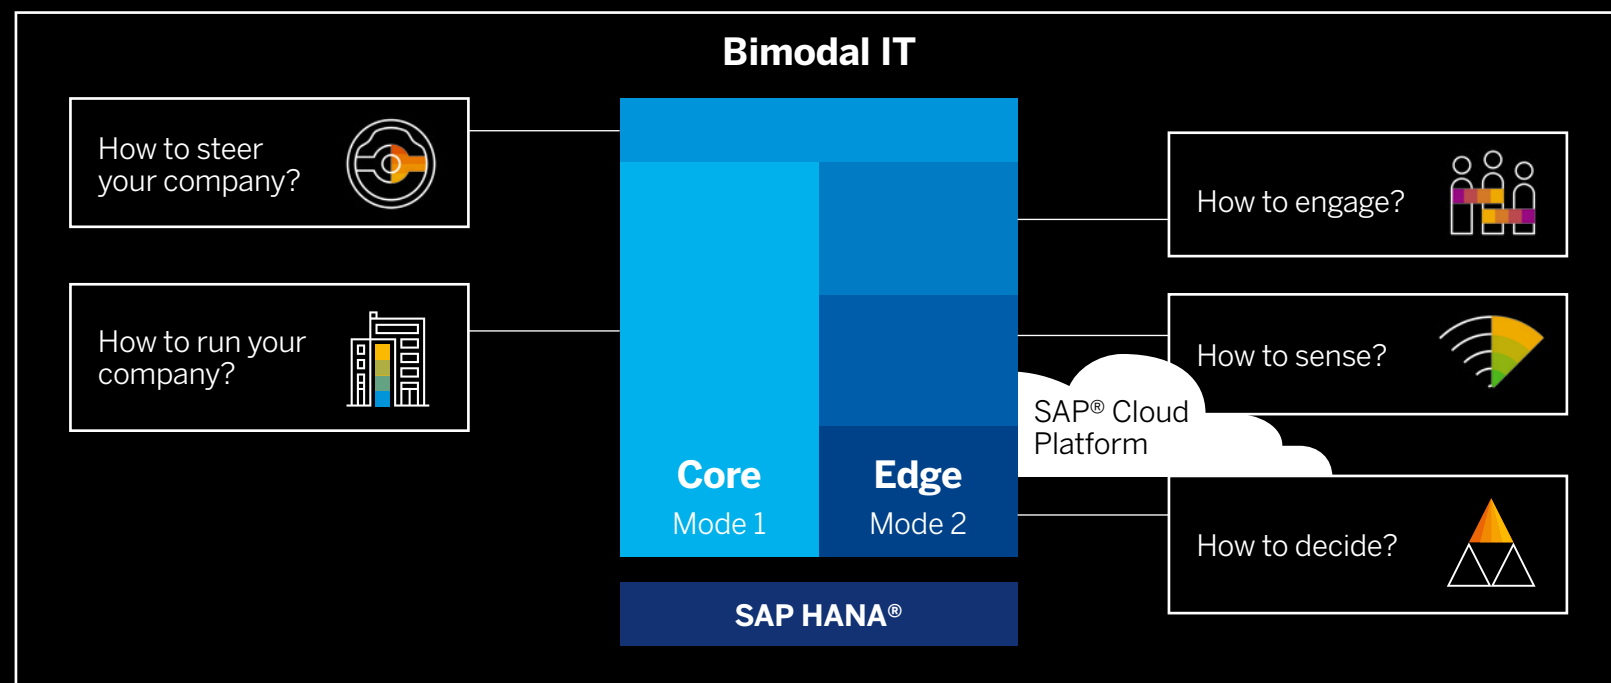 Bimodal IT
How to steer
your company?
How to run your
company?
Core
Mode 1
Edge
Mode 2
SAP HANA®
How to engage?
How to sense?
SAP® Cloud
Platform
How to decide?